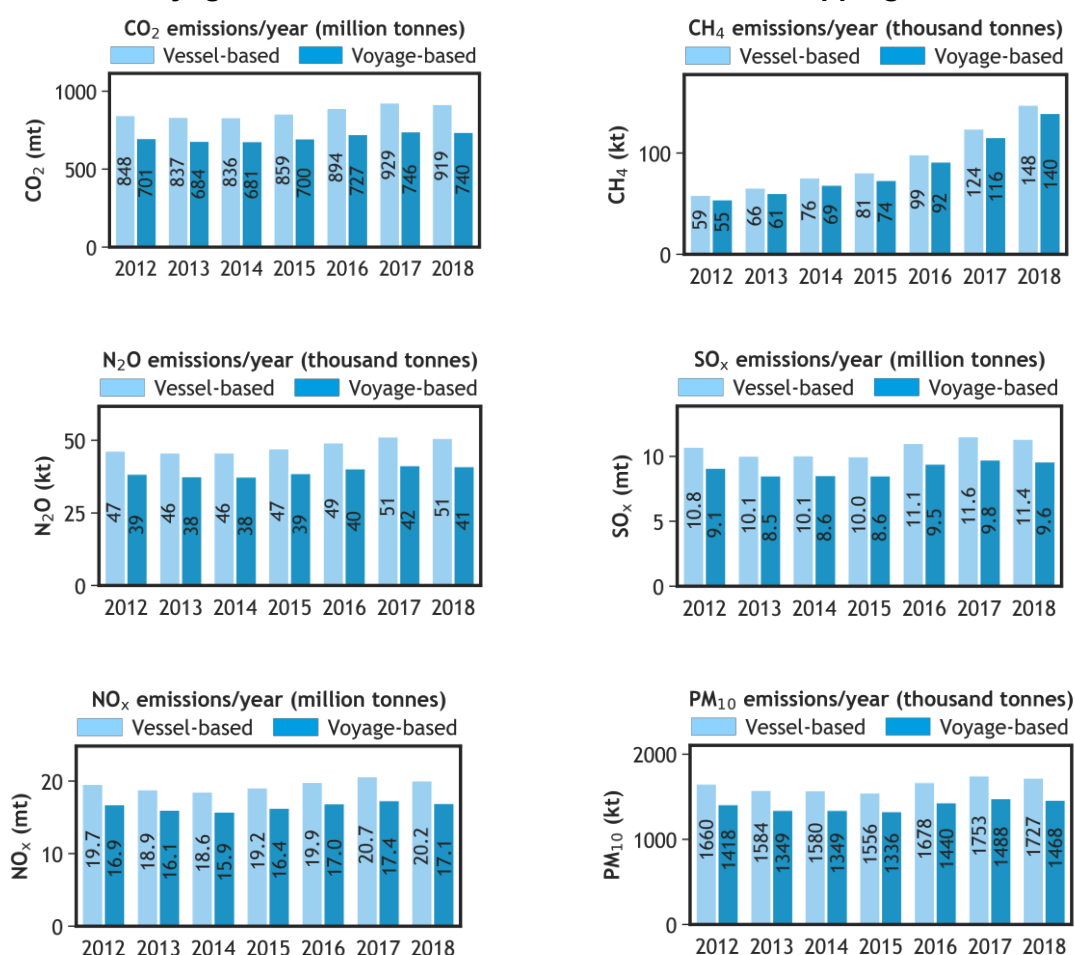 CO₂ emissions/year (million tonnes)
Vessel-based Voyage-based
CO₂ (mt)
1000
500
0
848 701 837 684 836 681 859 700 894 727 929 746 919 740
2012 2013 2014 2015 2016 2017 2018
CH₄ emissions/year (thousand tonnes)
Vessel-based Voyage-based
CH₄ (kt)
100
0
59 55 66 61 76 69 81 74 99 92 124 116 148 140
2012 2013 2014 2015 2016 2017 2018
N₂O emissions/year (thousand tonnes)
Vessel-based Voyage-based
N₂O (kt)
50
25
0
47 39 46 38 46 38 47 39 49 40 51 42 51 41
2012 2013 2014 2015 2016 2017 2018
SOₓ emissions/year (million tonnes)
Vessel-based Voyage-based
SOₓ (mt)
10
5
0
10.8 9.1 10.1 8.5 10.1 8.6 10.0 8.6 11.1 9.5 11.6 9.8 11.4 9.6
2012 2013 2014 2015 2016 2017 2018
NOₓ emissions/year (million tonnes)
Vessel-based Voyage-based
NOₓ (mt)
20
10
0
19.7 16.9 18.9 16.1 18.6 15.9 19.2 16.4 19.9 17.0 20.7 17.4 20.2 17.1
2012 2013 2014 2015 2016 2017 2018
PM₁₀ emissions/year (thousand tonnes)
Vessel-based Voyage-based
PM₁₀ (kt)
2000
1000
0
1660 1418 1584 1349 1580 1349 1556 1336 1678 1440 1753 1488 1727 1468
2012 2013 2014 2015 2016 2017 2018